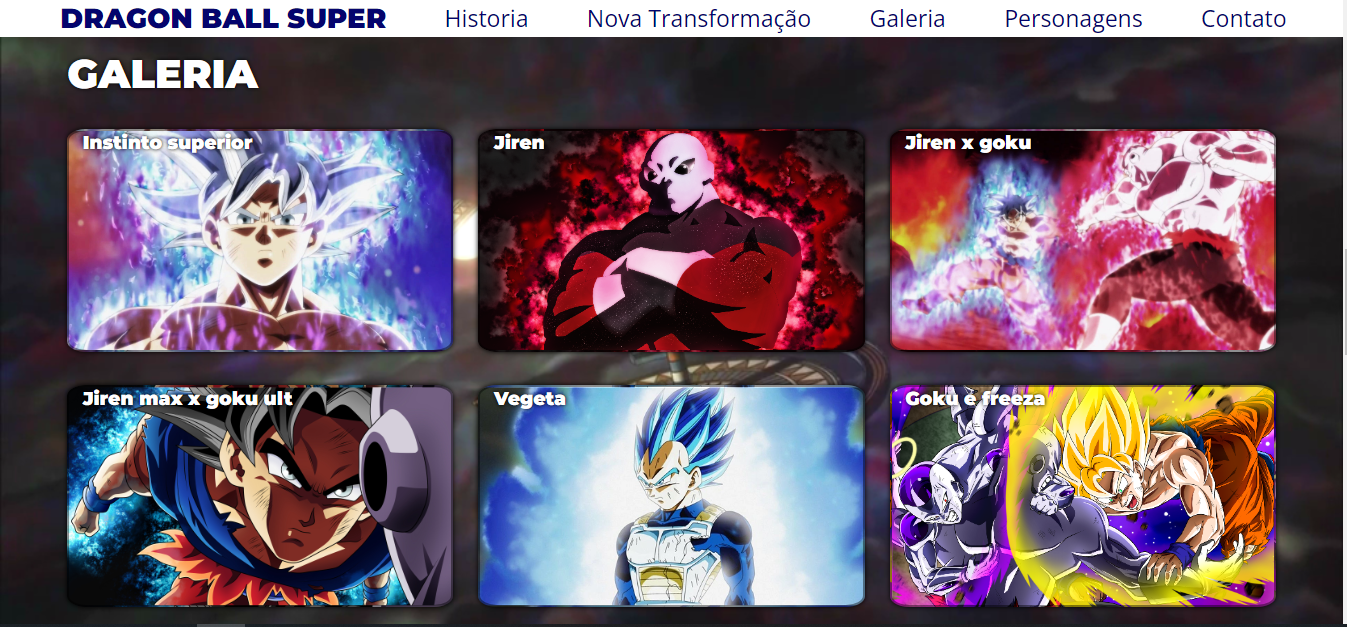 DRAGON BALL SUPER Historia Nova Transformação Galeria Personagens Contato
GALERIA
Instinto superior
Jiren
Jiren x goku
Jiren max x goku ult
Vegeta
Goku e freeza